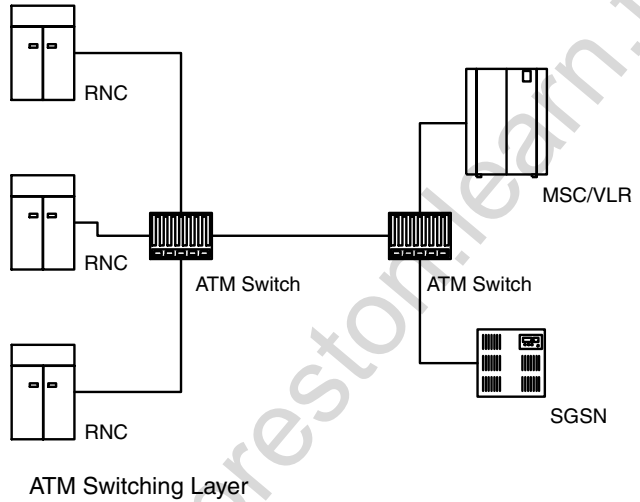 RNC
MSC/VLR
RNC
ATM Switch
ATM Switch
SGSN
RNC
ATM Switching Layer